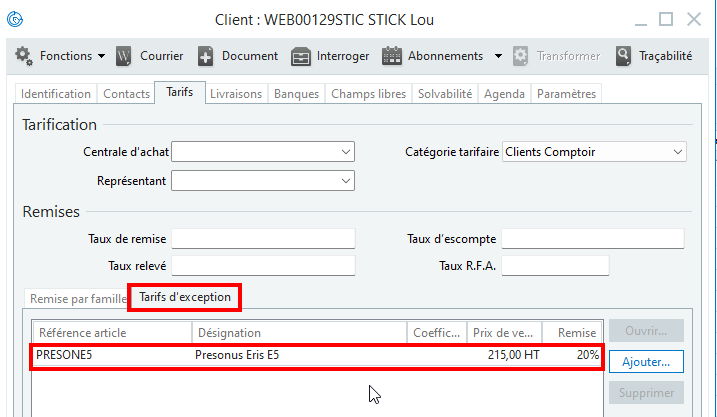 Client : WEB00129STIC STICK Lou
Fonctions Courrier Document Interroger Abonnements Transformer Traçabilité
Identification Contacts Tarifs Livraisons Banques Champs libres Solvabilité Agenda Paramètres
Tarification
Centrale d'achat Catégorie tarifaire Clients Comptoir
Représentant
Remises
Taux de remise Taux d'escompte
Taux relevé Taux R.F.A.
Remise par famille Tarifs d'exception
Référence article Désignation Coeffic... Prix de ve... Remise Ouvrir...
PRESONE5 Presonus Eris E5 215,00 HT 20% Ajouter...
Supprimer